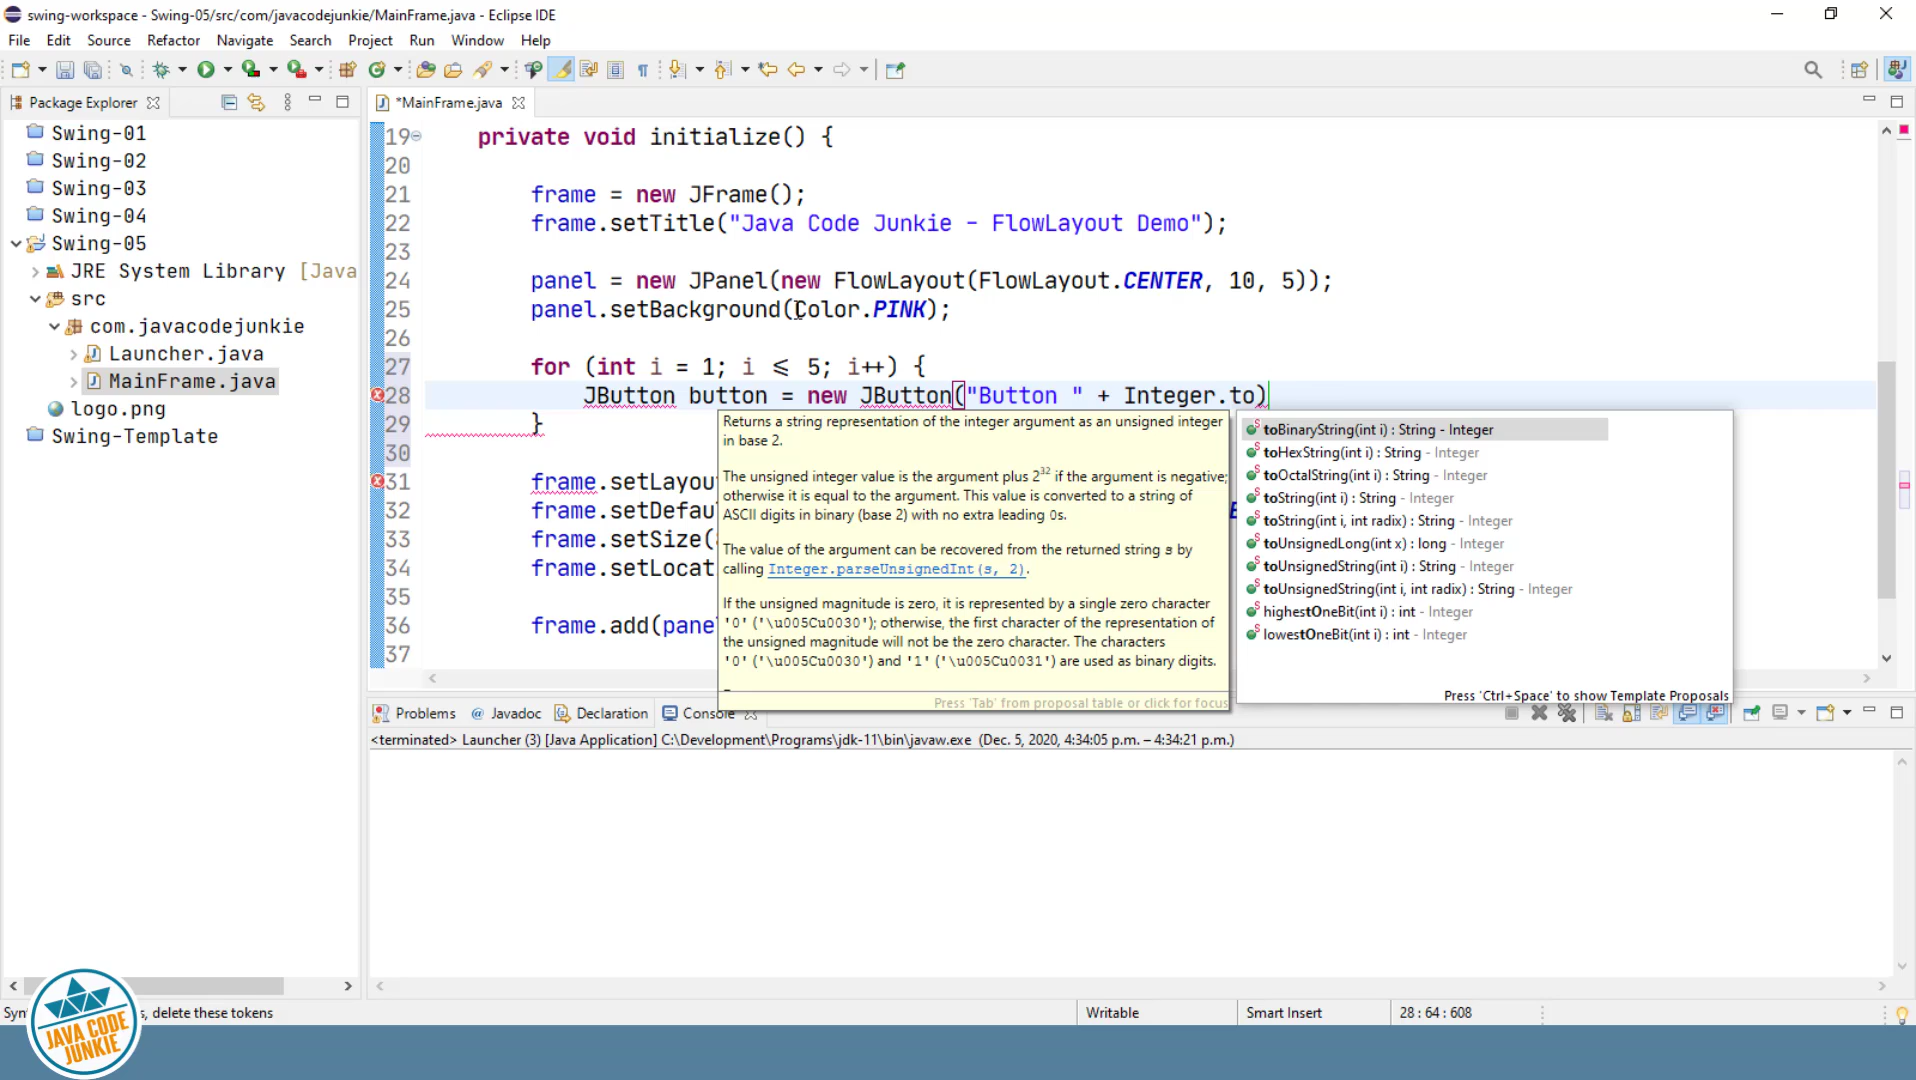 swing-workspace - Swing-05/src/com/javacodejunkie/MainFrame.java - Eclipse IDE
File Edit Source Refactor Navigate Search Project Run Window Help
Package Explorer
*MainFrame.java
Swing-01
Swing-02
Swing-03
Swing-04
Swing-05
JRE System Library [Java
src
com.javacodejunkie
Launcher.java
MainFrame.java
logo.png
Swing-Template
19 private void initialize() {
20
21 frame = new JFrame();
22 frame.setTitle("Java Code Junkie - FlowLayout Demo");
23
24 panel = new JPanel(new FlowLayout(FlowLayout.CENTER, 10, 5));
25 panel.setBackground(Color.PINK);
26
27 for (int i = 1; i <= 5; i++) {
28 JButton button = new JButton("Button " + Integer.to)
29 }
30
31 frame.setLayou
32 frame.setDefau
33 frame.setSize(
34 frame.setLocat
35
36 frame.add(pane
37
Returns a string representation of the integer argument as an unsigned integer
in base 2.
The unsigned integer value is the argument plus 2^32 if the argument is negative;
otherwise it is equal to the argument. This value is converted to a string of
ASCII digits in binary (base 2) with no extra leading 0s.
The value of the argument can be recovered from the returned string s by
calling Integer.parseUnsignedInt(s, 2).
If the unsigned magnitude is zero, it is represented by a single zero character
'0' ('\u005Cu0030'); otherwise, the first character of the representation of
the unsigned magnitude will not be the zero character. The characters
'0' ('\u005Cu0030') and '1' ('\u005Cu0031') are used as binary digits.
Press 'Tab' from proposal table or click for focus
toBinaryString(int i) : String - Integer
toHexString(int i) : String - Integer
toOctalString(int i) : String - Integer
toString(int i) : String - Integer
toString(int i, int radix) : String - Integer
toUnsignedLong(int x) : long - Integer
toUnsignedString(int i) : String - Integer
toUnsignedString(int i, int radix) : String - Integer
highestOneBit(int i) : int - Integer
lowestOneBit(int i) : int - Integer
Press 'Ctrl+Space' to show Template Proposals
Problems @ Javadoc Declaration Console
<terminated> Launcher (3) [Java Application] C:\Development\Programs\jdk-11\bin\javaw.exe (Dec. 5, 2020, 4:34:05 p.m. – 4:34:21 p.m.)
Syn s, delete these tokens
Writable
Smart Insert
28 : 64 : 608
JAVA CODE
JUNKIE